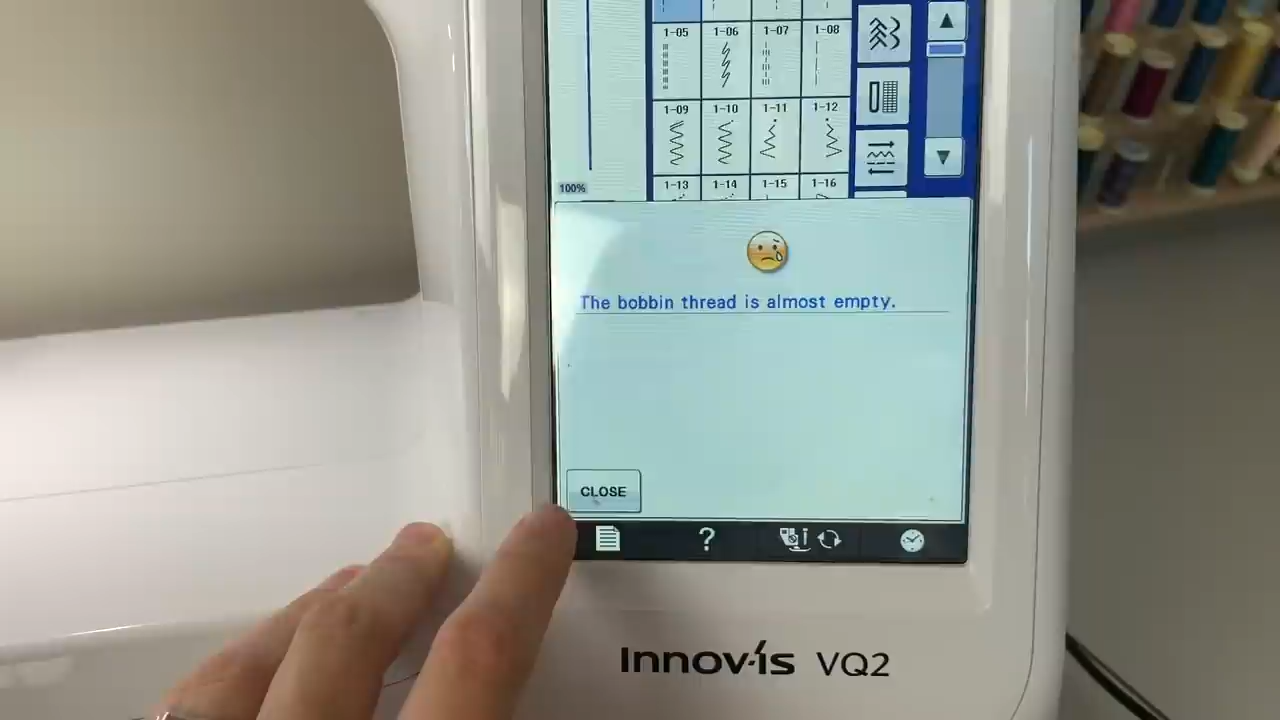 1-05 1-06 1-07 1-08
1-09 1-10 1-11 1-12
100%
1-13 1-14 1-15 1-16
The bobbin thread is almost empty.
CLOSE
?
Innov-ís VQ2